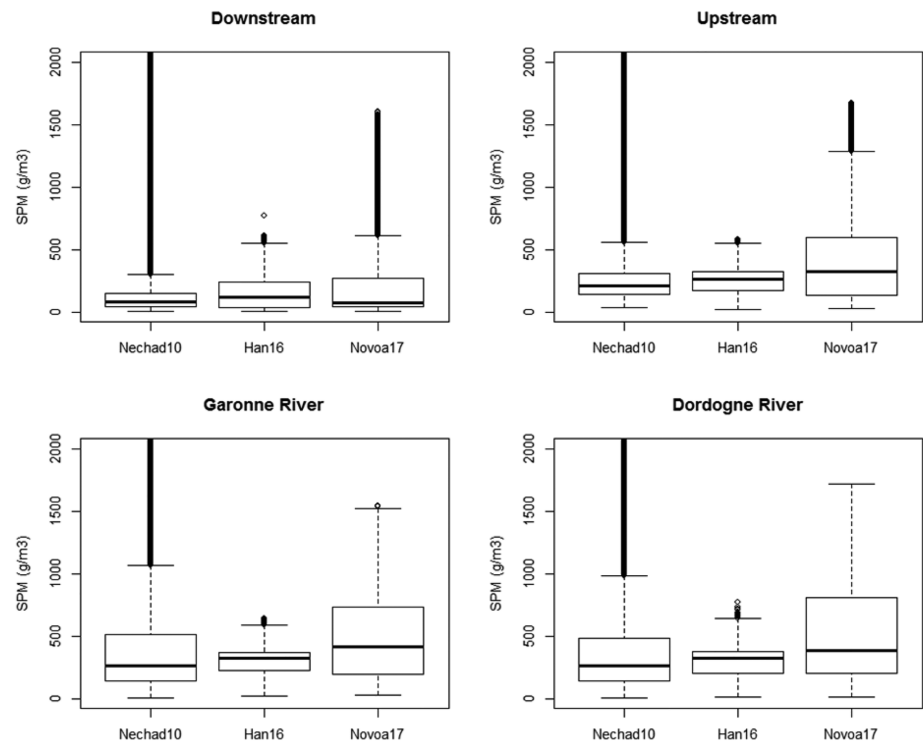 Downstream
SPM (g/m3)
0 500 1000 1500 2000
Nechad10 Han16 Novoa17
Upstream
SPM (g/m3)
0 500 1000 1500 2000
Nechad10 Han16 Novoa17
Garonne River
SPM (g/m3)
0 500 1000 1500 2000
Nechad10 Han16 Novoa17
Dordogne River
SPM (g/m3)
0 500 1000 1500 2000
Nechad10 Han16 Novoa17